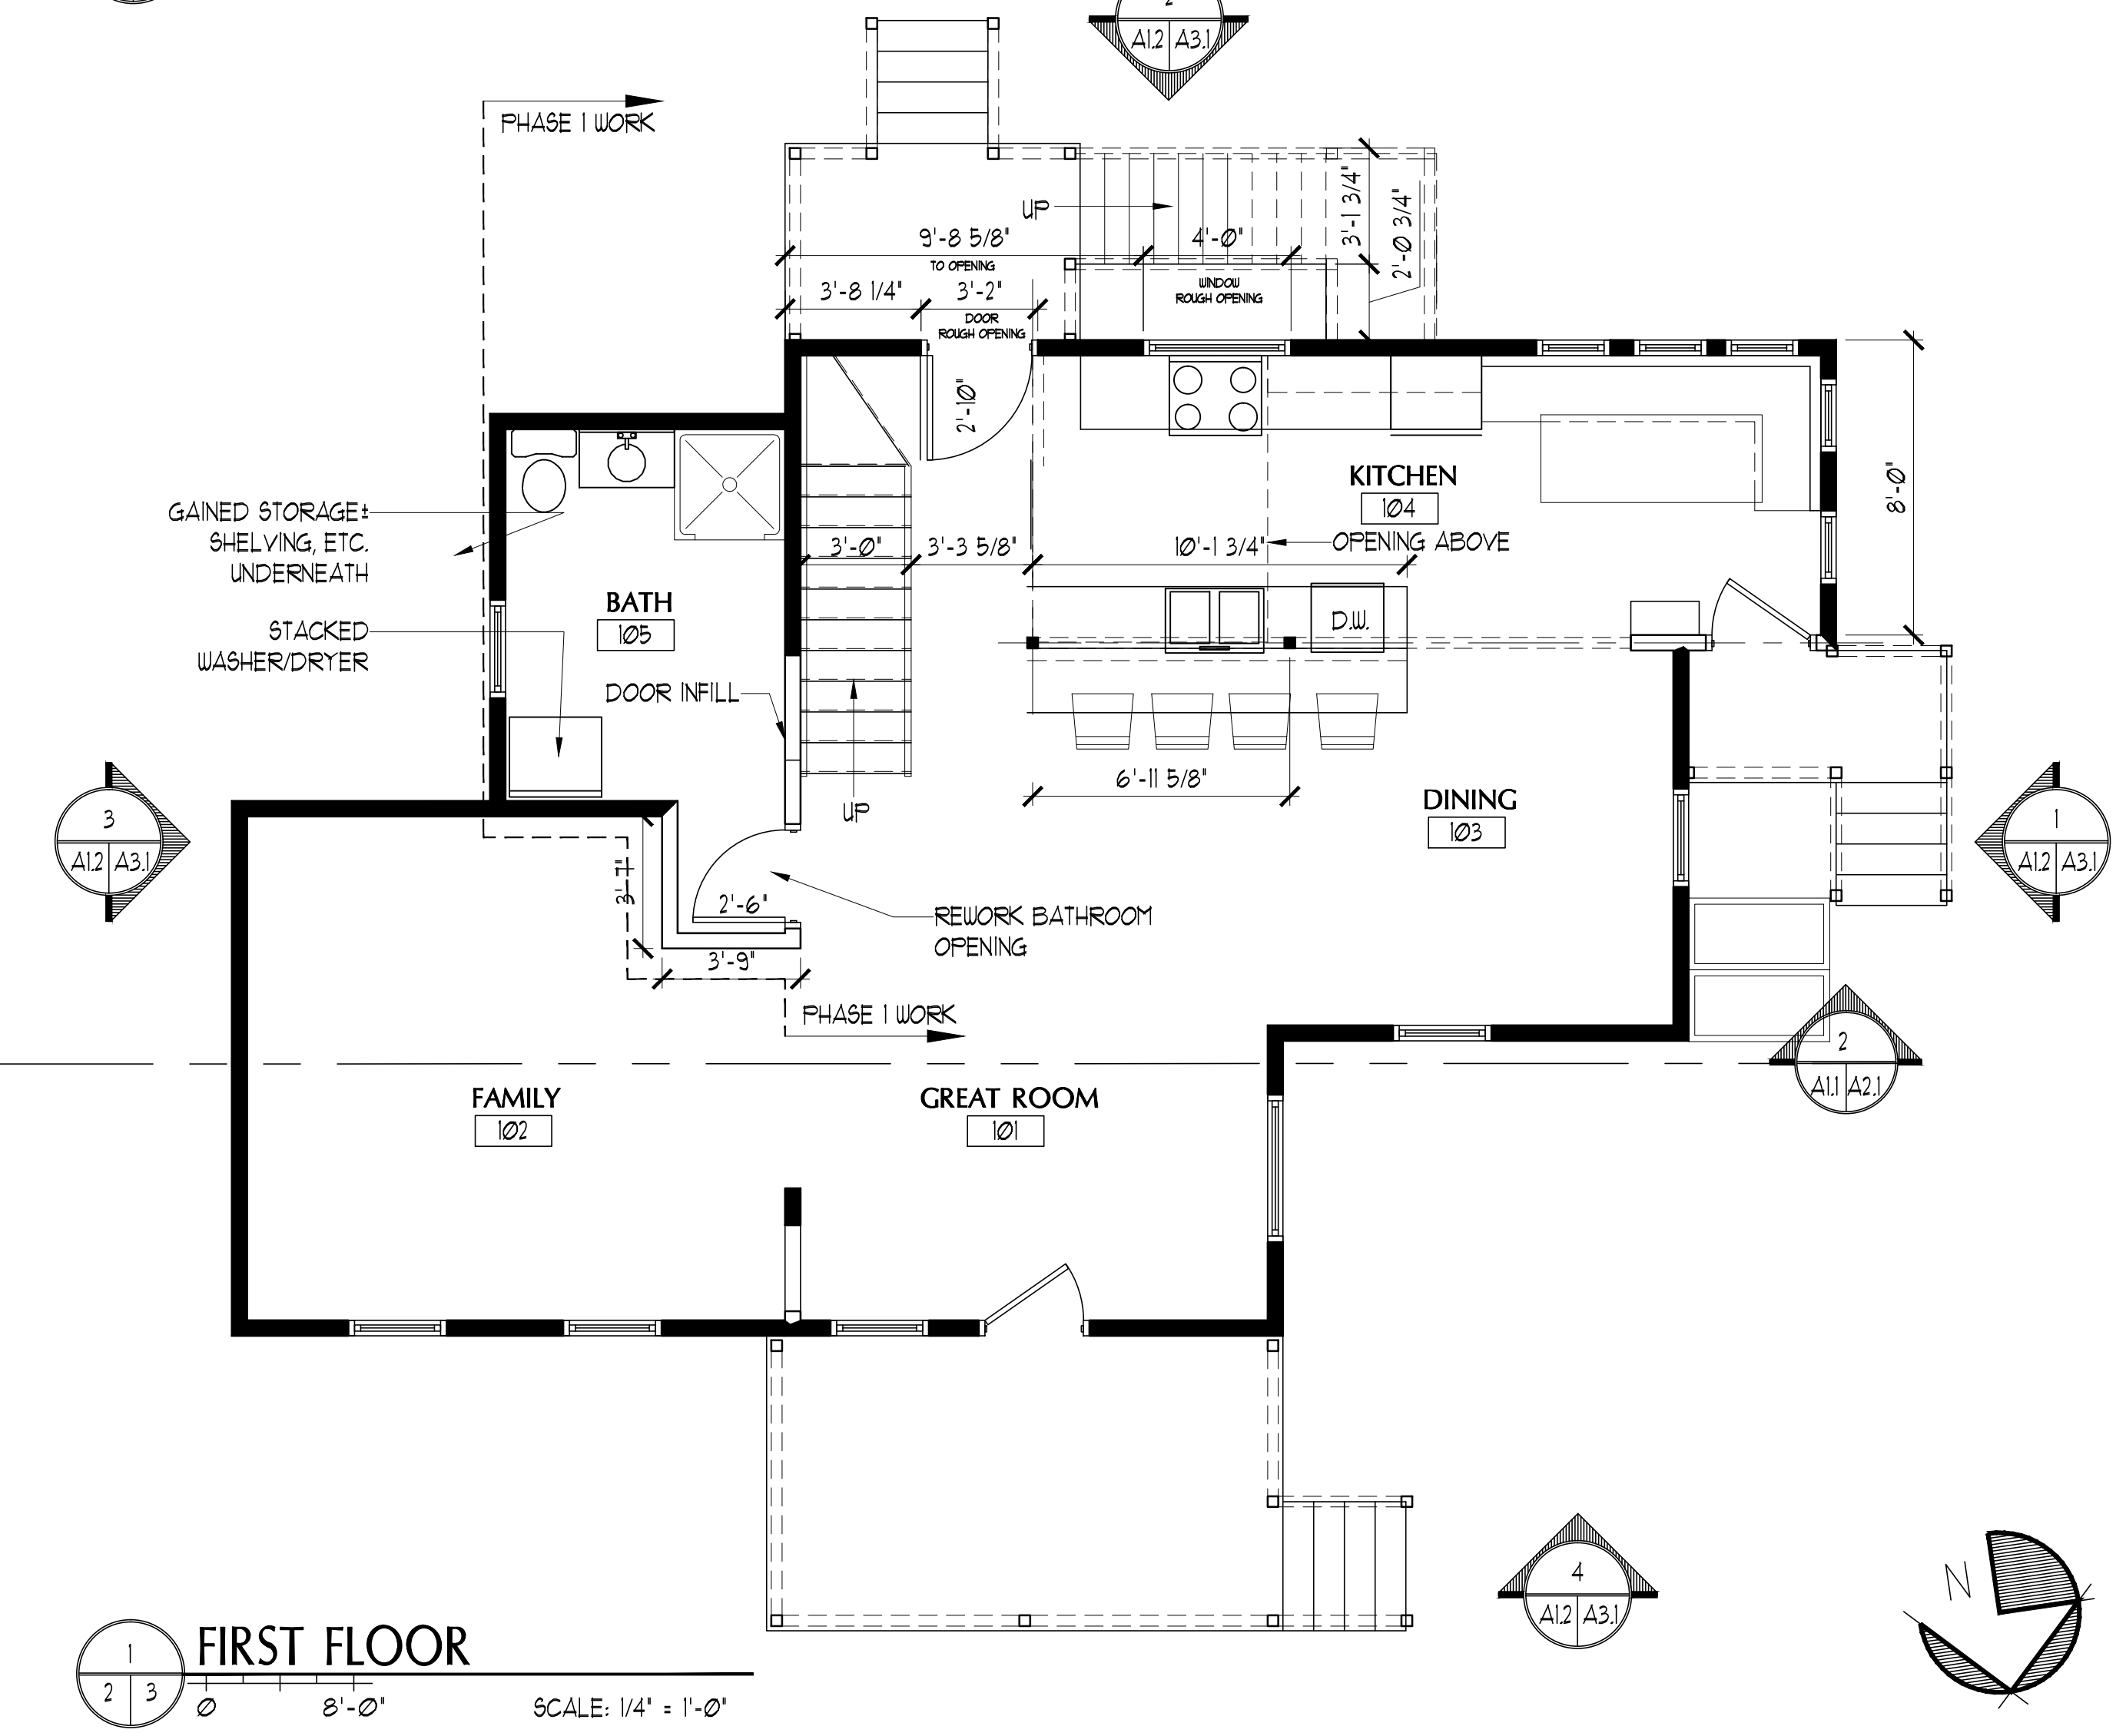 2
A1.2 A3.1
PHASE 1 WORK
UP
9'-8 5/8"
TO OPENING
4'-0"
3'-1 3/4"
2'-0 3/4"
3'-8 1/4"
3'-2"
DOOR
ROUGH OPENING
WINDOW
ROUGH OPENING
2'-10"
8'-0"
KITCHEN
104
OPENING ABOVE
GAINED STORAGE±
SHELVING, ETC.
UNDERNEATH
3'-0"
3'-3 5/8"
10'-1 3/4"
BATH
105
STACKED
WASHER/DRYER
D.W.
DOOR INFILL
6'-11 5/8"
UP
DINING
103
3
A1.2 A3.1
1
A1.2 A3.1
2'-6"
REWORK BATHROOM
OPENING
3'-9"
PHASE 1 WORK
2
A1.1 A2.1
FAMILY
102
GREAT ROOM
101
4
A1.2 A3.1
N
1
2 3
FIRST FLOOR
0
8'-0"
SCALE: 1/4" = 1'-0"